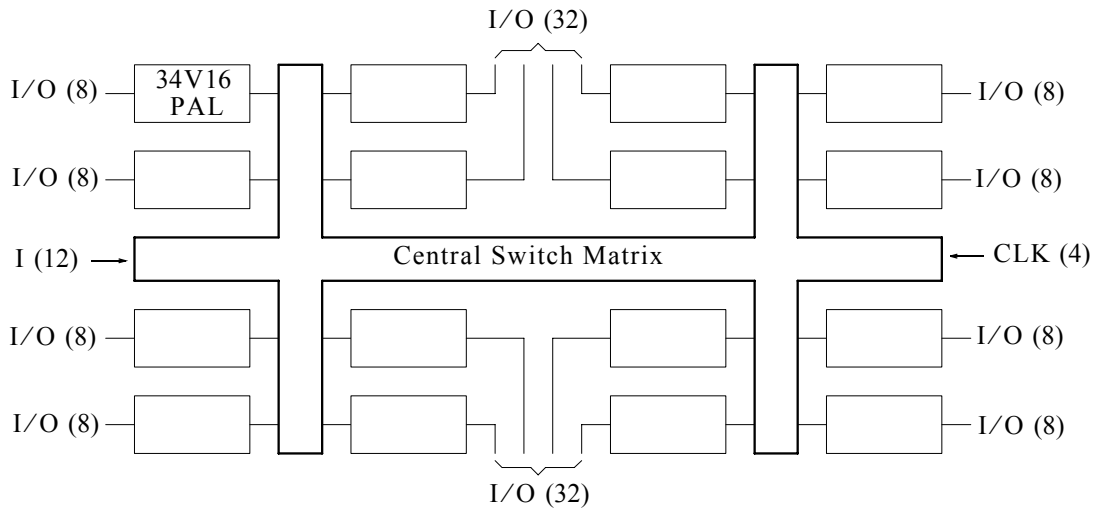 I/O (32)
I/O (8)
34V16
PAL
I/O (8)
I/O (8)
I/O (8)
I (12)
Central Switch Matrix
CLK (4)
I/O (8)
I/O (8)
I/O (8)
I/O (8)
I/O (32)